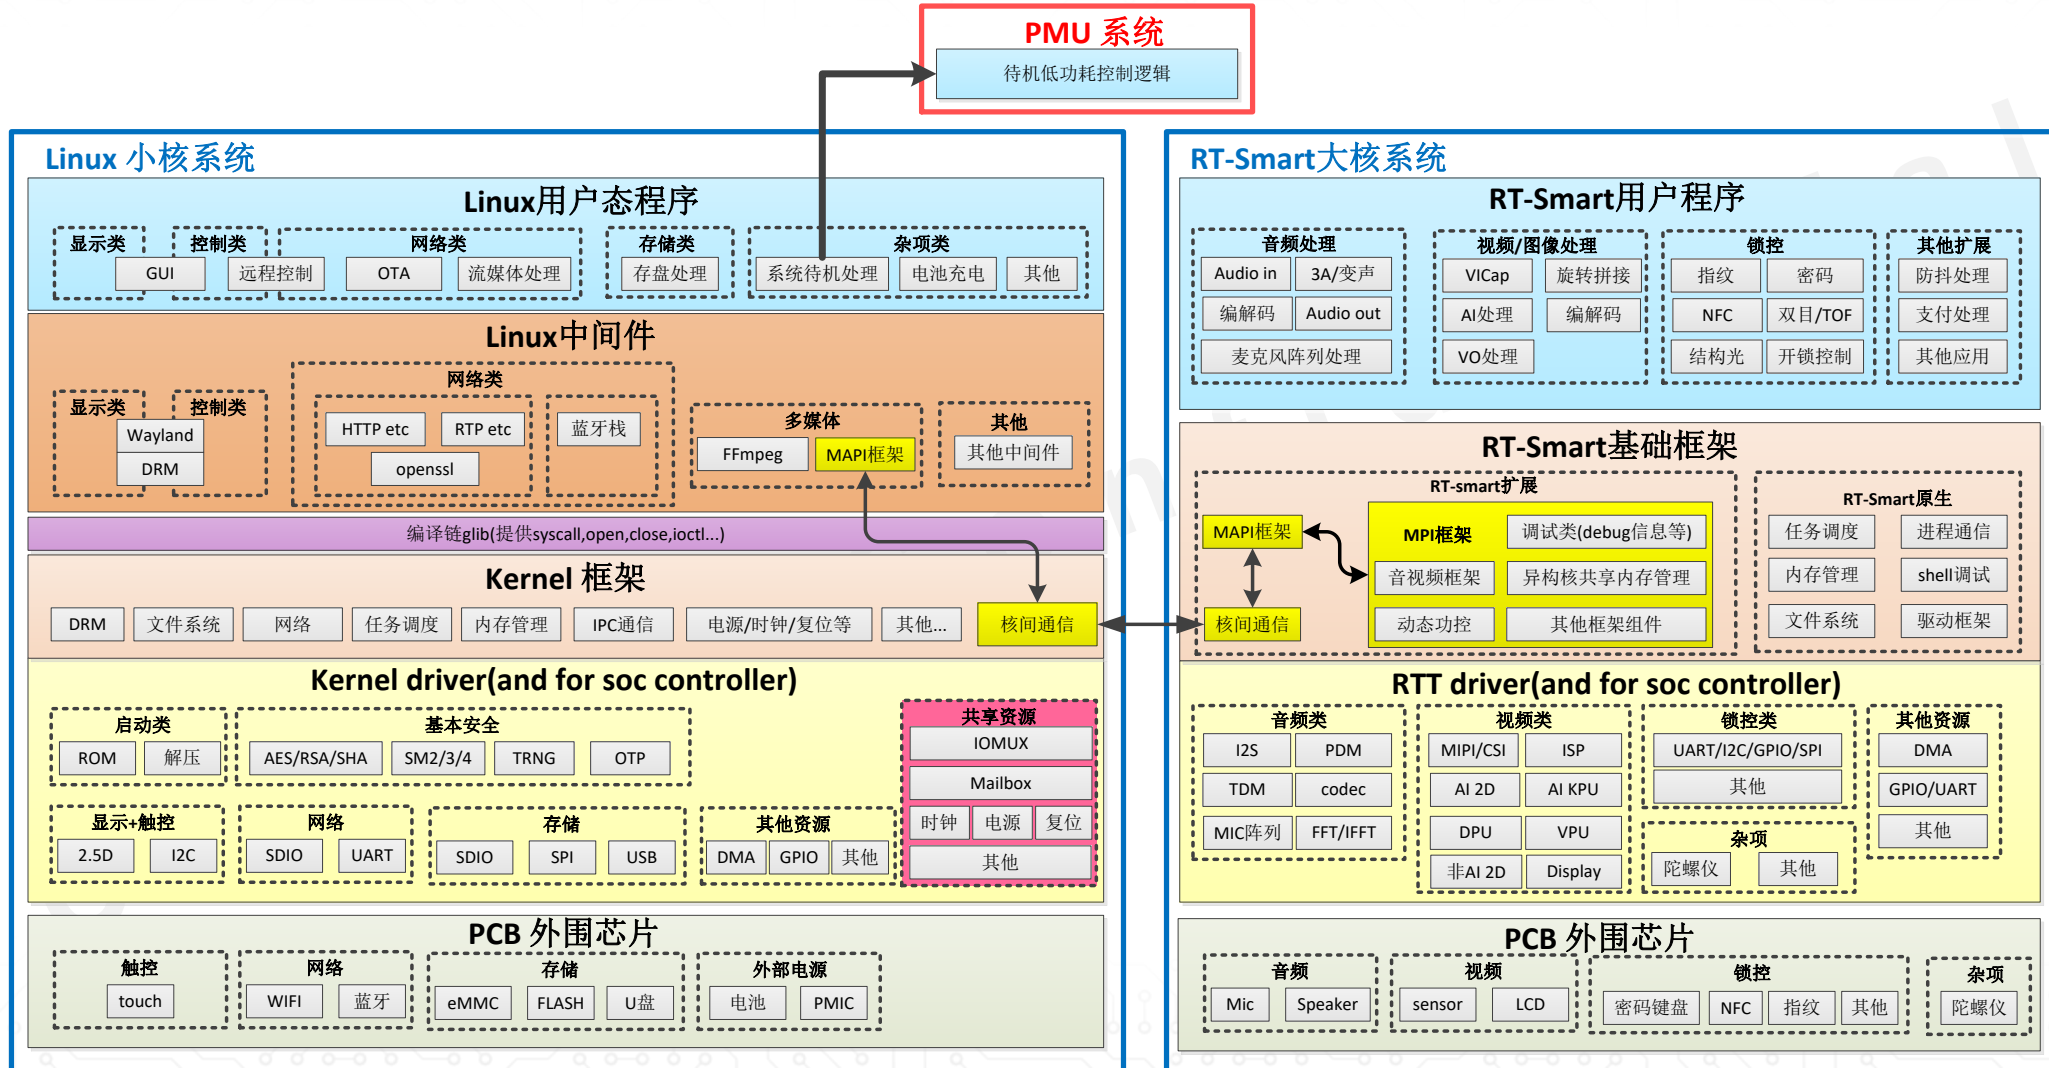 PMU 系统
待机低功耗控制逻辑
Linux 小核系统
Linux用户态程序
显示类 控制类 网络类 存储类 杂项类
GUI 远程控制 OTA 流媒体处理 存盘处理 系统待机处理 电池充电 其他
Linux中间件
网络类
显示类 控制类 多媒体 其他
Wayland HTTP etc RTP etc 蓝牙栈 FFmpeg MAPI框架 其他中间件
DRM openssl
编译链glib(提供syscall,open,close,ioctl...)
Kernel 框架
DRM 文件系统 网络 任务调度 内存管理 IPC通信 电源/时钟/复位等 其他... 核间通信
Kernel driver(and for soc controller)
启动类 基本安全 共享资源
ROM 解压 AES/RSA/SHA SM2/3/4 TRNG OTP IOMUX
Mailbox
显示+触控 网络 存储 其他资源 时钟 电源 复位
2.5D I2C SDIO UART SDIO SPI USB DMA GPIO 其他 其他
PCB 外围芯片
触控 网络 存储 外部电源
touch WIFI 蓝牙 eMMC FLASH U盘 电池 PMIC
RT-Smart大核系统
RT-Smart用户程序
音频处理 视频/图像处理 锁控 其他扩展
Audio in 3A/变声 VICap 旋转拼接 指纹 密码 防抖处理
编解码 Audio out AI处理 编解码 NFC 双目/TOF 支付处理
麦克风阵列处理 VO处理 结构光 开锁控制 其他应用
RT-Smart基础框架
RT-smart扩展 RT-Smart原生
MAPI框架 MPI框架 调试类(debug信息等) 任务调度 进程通信
音视频框架 异构核共享内存管理 内存管理 shell调试
核间通信 动态功控 其他框架组件 文件系统 驱动框架
RTT driver(and for soc controller)
音频类 视频类 锁控类 其他资源
I2S PDM MIPI/CSI ISP UART/I2C/GPIO/SPI DMA
TDM codec AI 2D AI KPU 其他 GPIO/UART
MIC阵列 FFT/IFFT DPU VPU 杂项 其他
非AI 2D Display 陀螺仪 其他
PCB 外围芯片
音频 视频 锁控 杂项
Mic Speaker sensor LCD 密码键盘 NFC 指纹 其他 陀螺仪